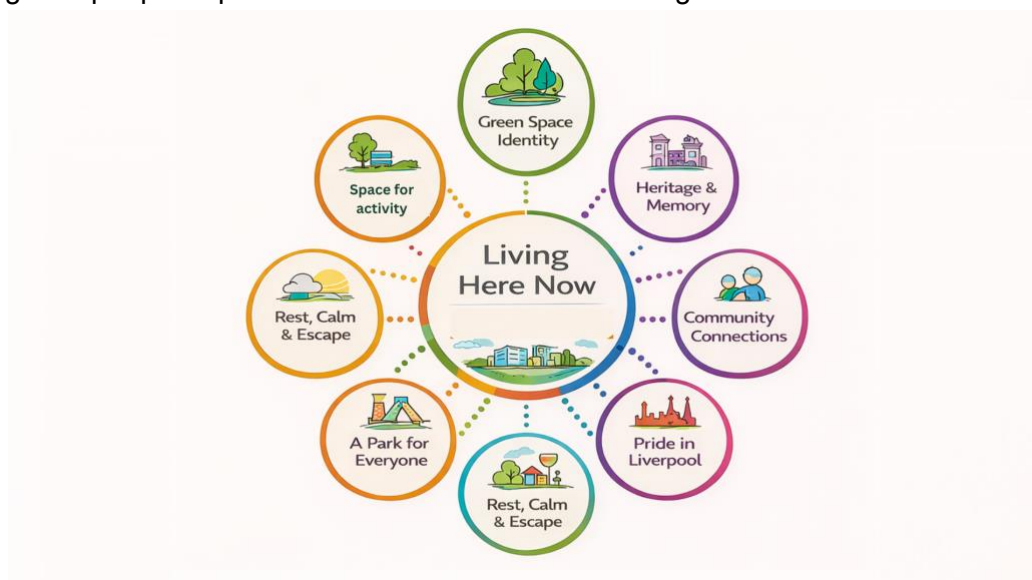 Green Space
Identity
Space for
activity
Heritage &
Memory
Living
Here Now
Rest, Calm
& Escape
Community
Connections
A Park for
Everyone
Pride in
Liverpool
Rest, Calm
& Escape